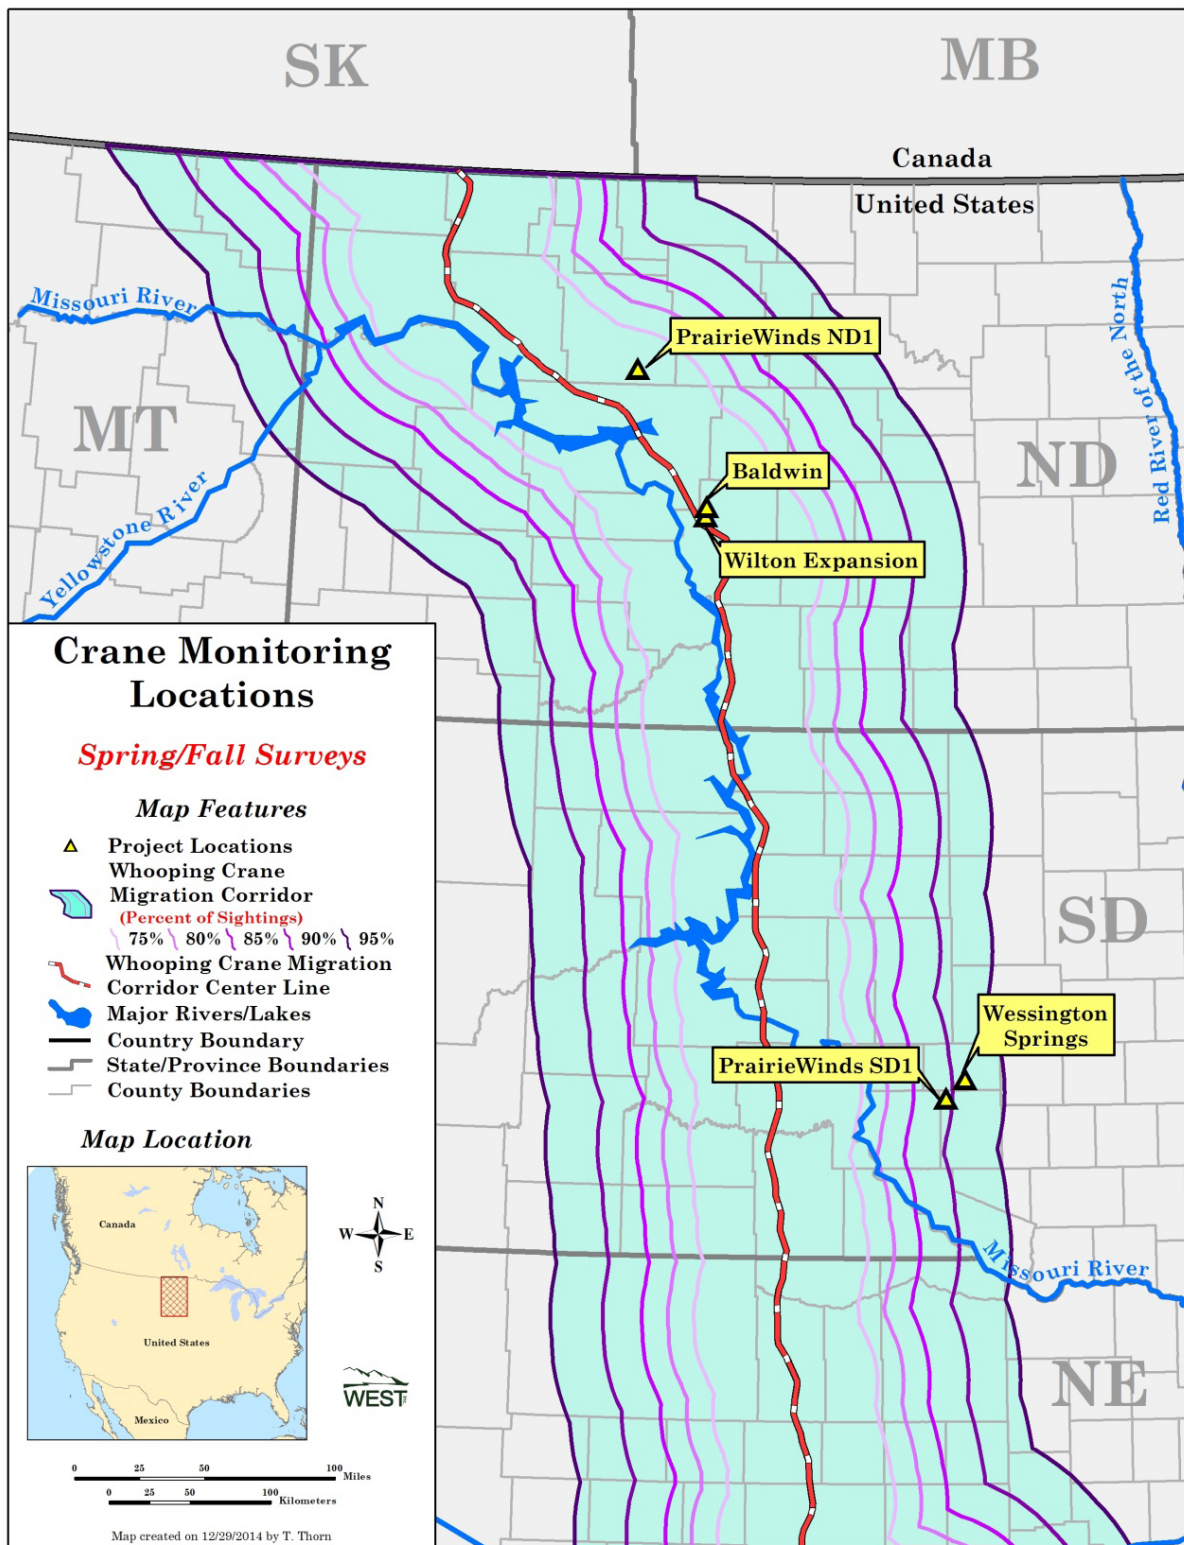 SK
MB
Canada
United States
Missouri River
PrairieWinds ND1
Red River of the North
MT
ND
Baldwin
Yellowstone River
Wilton Expansion
Crane Monitoring
Locations
Spring/Fall Surveys
Map Features
Project Locations
Whooping Crane
Migration Corridor
(Percent of Sightings)
75% 80% 85% 90% 95%
Whooping Crane Migration
Corridor Center Line
Major Rivers/Lakes
Country Boundary
State/Province Boundaries
County Boundaries
SD
Wessington
Springs
PrairieWinds SD1
Missouri River
NE
Map Location
Canada
United States
Mexico
N
W E
S
WEST
0 25 50 100 Miles
0 25 50 100 Kilometers
Map created on 12/29/2014 by T. Thorn